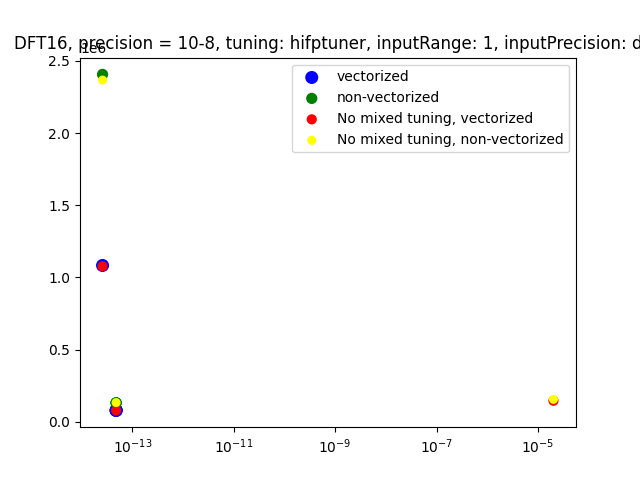 DFT16, precision = 10-8, tuning: hifptuner, inputRange: 1, inputPrecision: d
1e6
2.5
2.0
1.5
1.0
0.5
0.0
vectorized
non-vectorized
No mixed tuning, vectorized
No mixed tuning, non-vectorized
10⁻¹³ 10⁻¹¹ 10⁻⁹ 10⁻⁷ 10⁻⁵